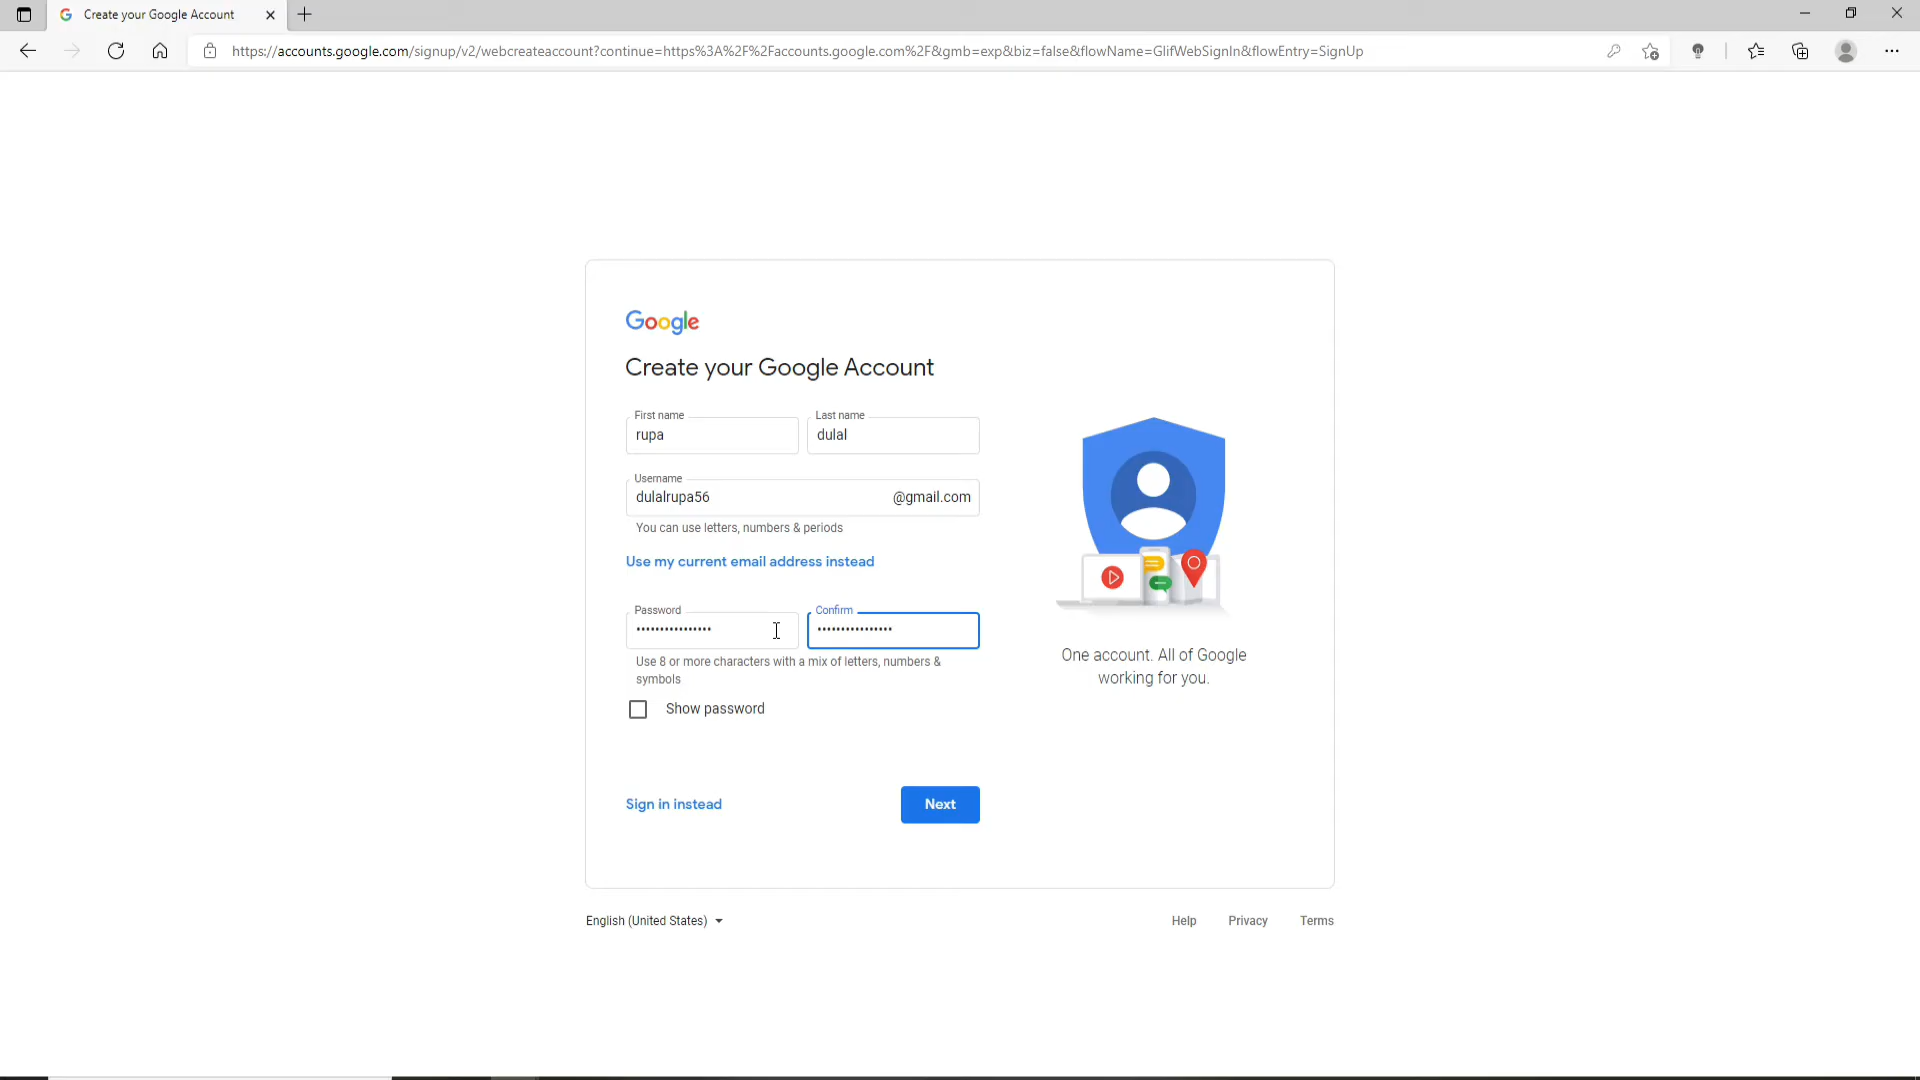 Create your Google Account
https://accounts.google.com/signup/v2/webcreateaccount?continue=https%3A%2F%2Faccounts.google.com%2F&gmb=exp&biz=false&flowName=GlifWebSignIn&flowEntry=SignUp
Google
Create your Google Account
First name
Last name
rupa
dulal
Username
dulalrupa56
@gmail.com
You can use letters, numbers & periods
Use my current email address instead
Password
Confirm
••••••••••••••••
••••••••••••••••
Use 8 or more characters with a mix of letters, numbers &
symbols
Show password
One account. All of Google
working for you.
Sign in instead
Next
English (United States)
Help
Privacy
Terms